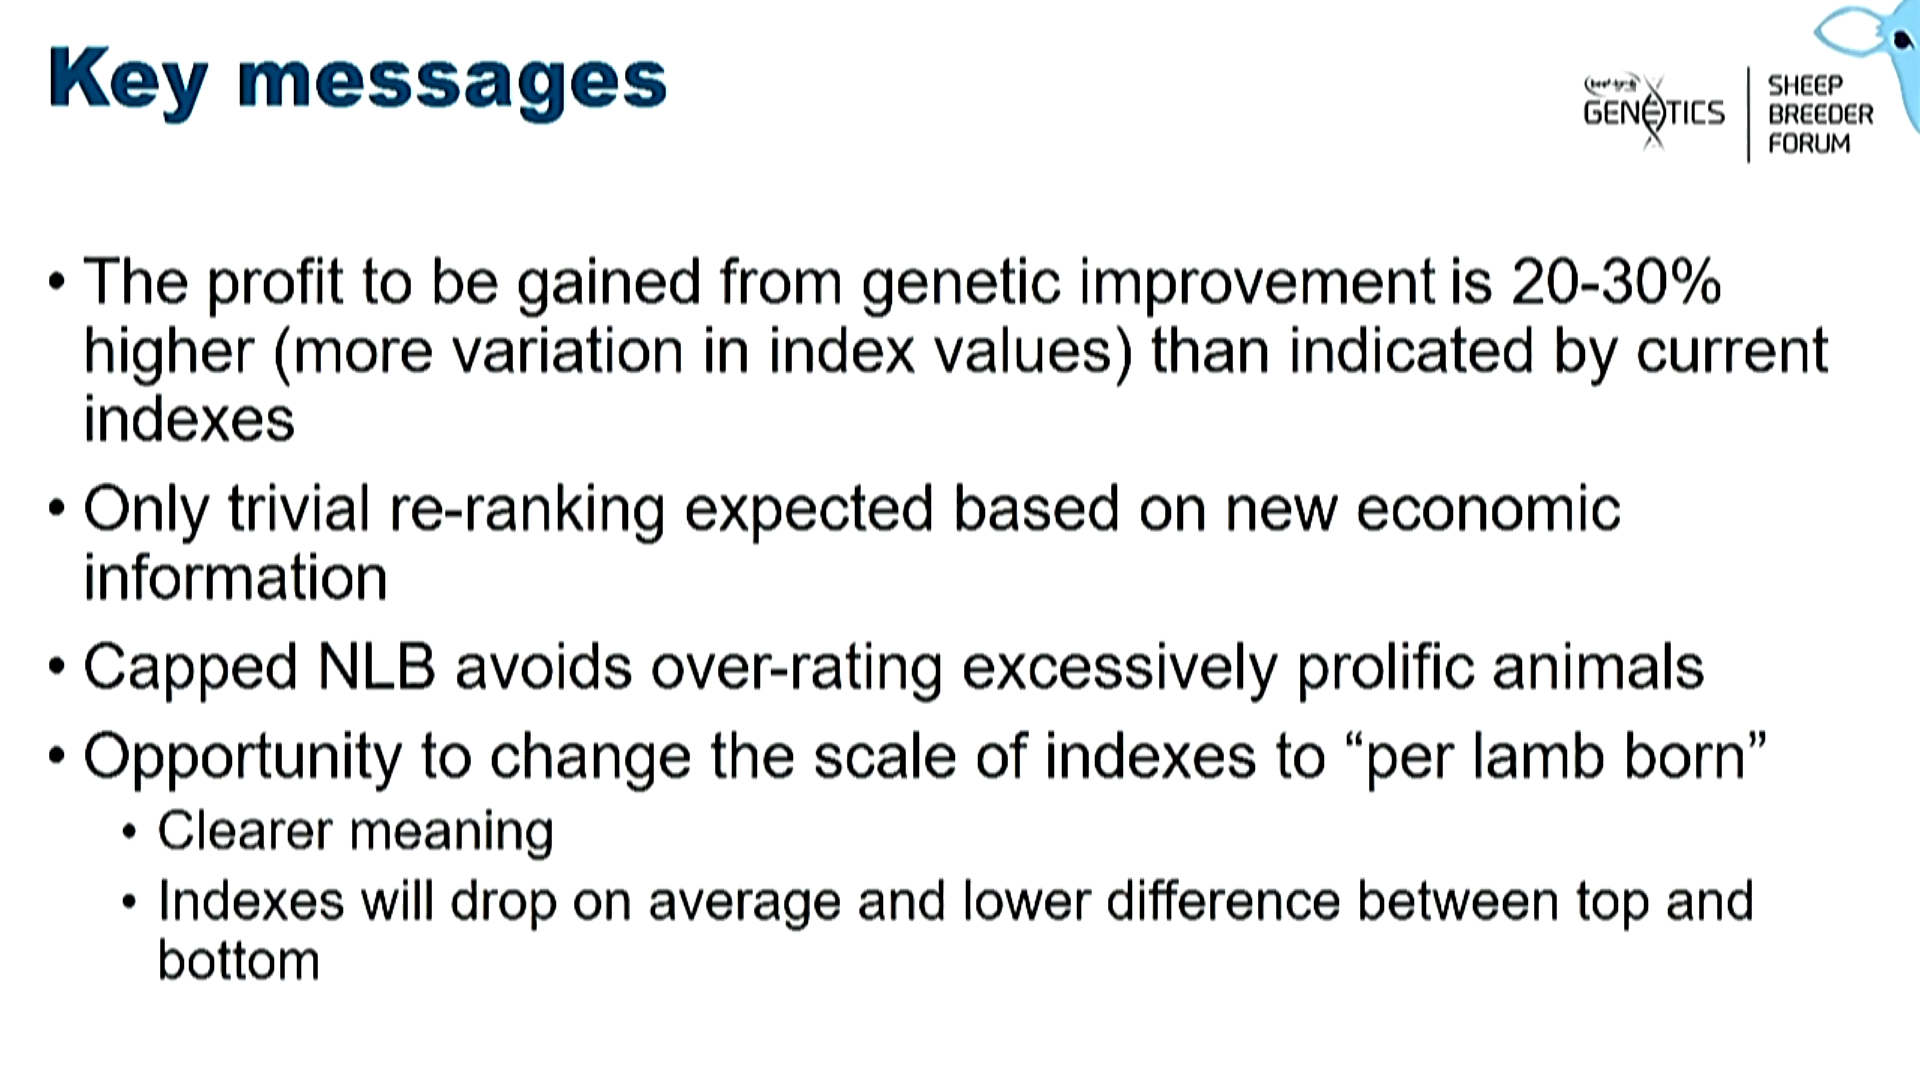 Key messages
GENETICS
SHEEP
BREEDER
FORUM
• The profit to be gained from genetic improvement is 20-30%
higher (more variation in index values) than indicated by current
indexes
• Only trivial re-ranking expected based on new economic
information
• Capped NLB avoids over-rating excessively prolific animals
• Opportunity to change the scale of indexes to “per lamb born”
• Clearer meaning
• Indexes will drop on average and lower difference between top and
bottom